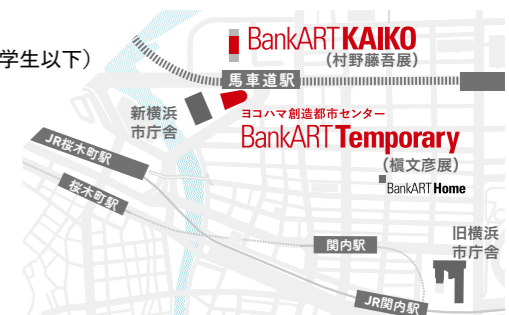 学生以下）
BankART KAIKO
(村野藤吾展)
馬車道駅
新横浜
市庁舎
ヨコハマ創造都市センター
BankART Temporary
(槇文彦展)
BankART Home
JR桜木町駅
桜木町駅
旧横浜
市庁舎
関内駅
JR関内駅